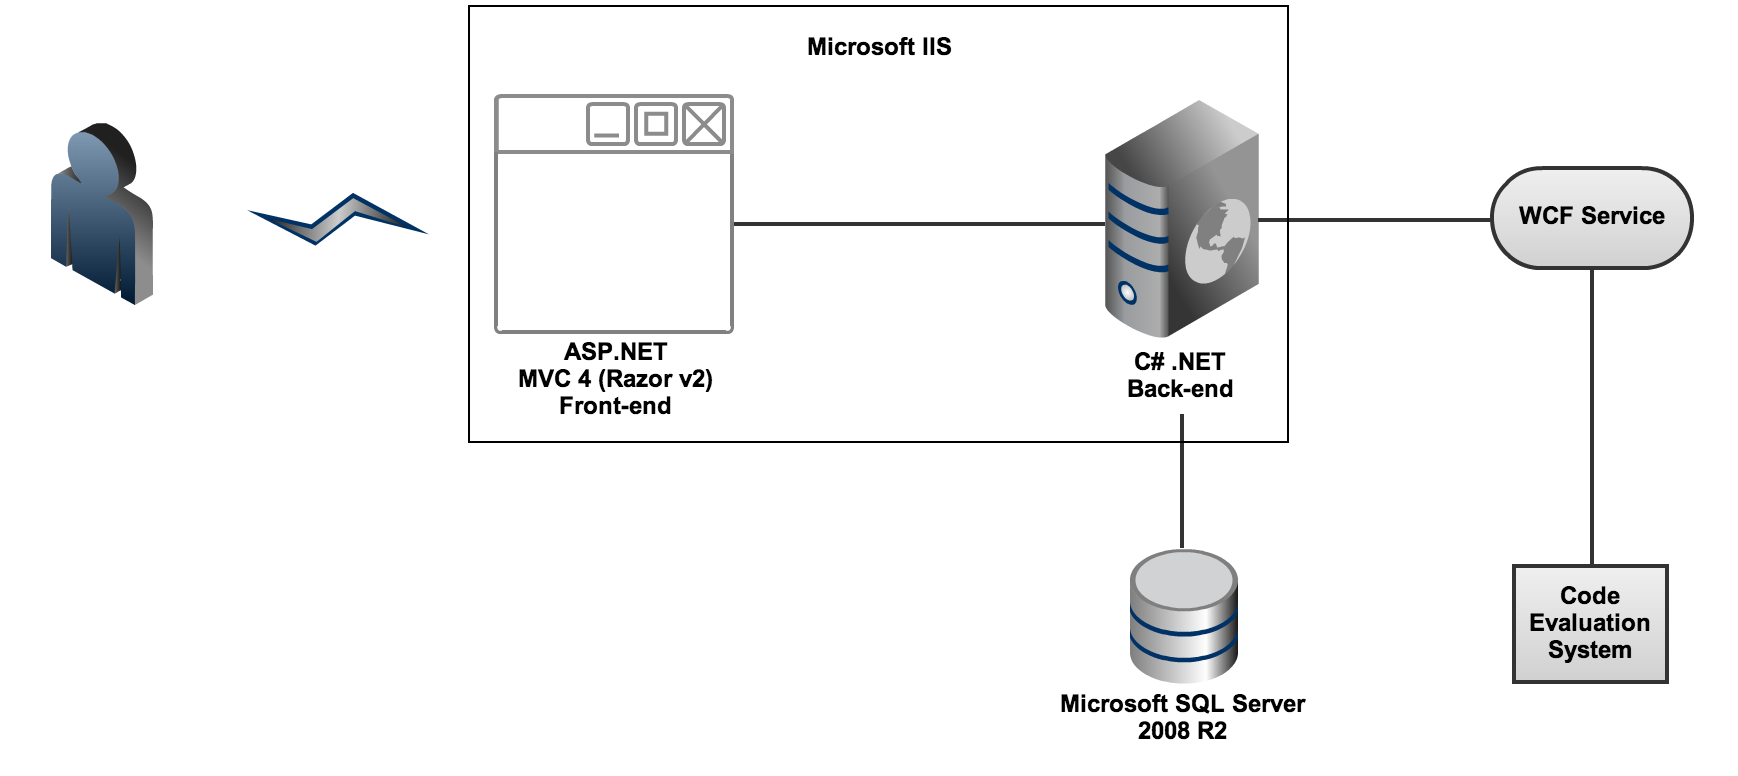 Microsoft IIS
ASP.NET
MVC 4 (Razor v2)
Front-end
C# .NET
Back-end
WCF Service
Code
Evaluation
System
Microsoft SQL Server
2008 R2